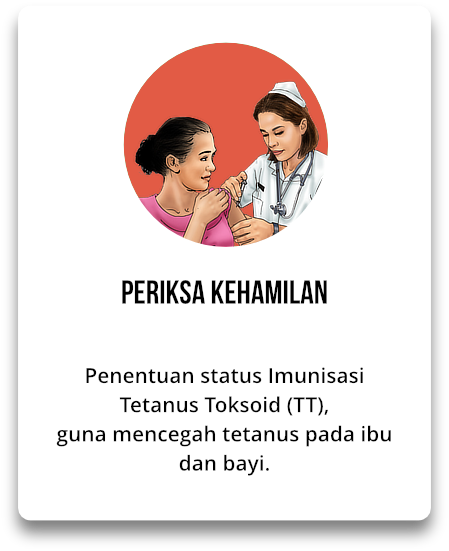 PERIKSA KEHAMILAN
Penentuan status Imunisasi
Tetanus Toksoid (TT),
guna mencegah tetanus pada ibu
dan bayi.